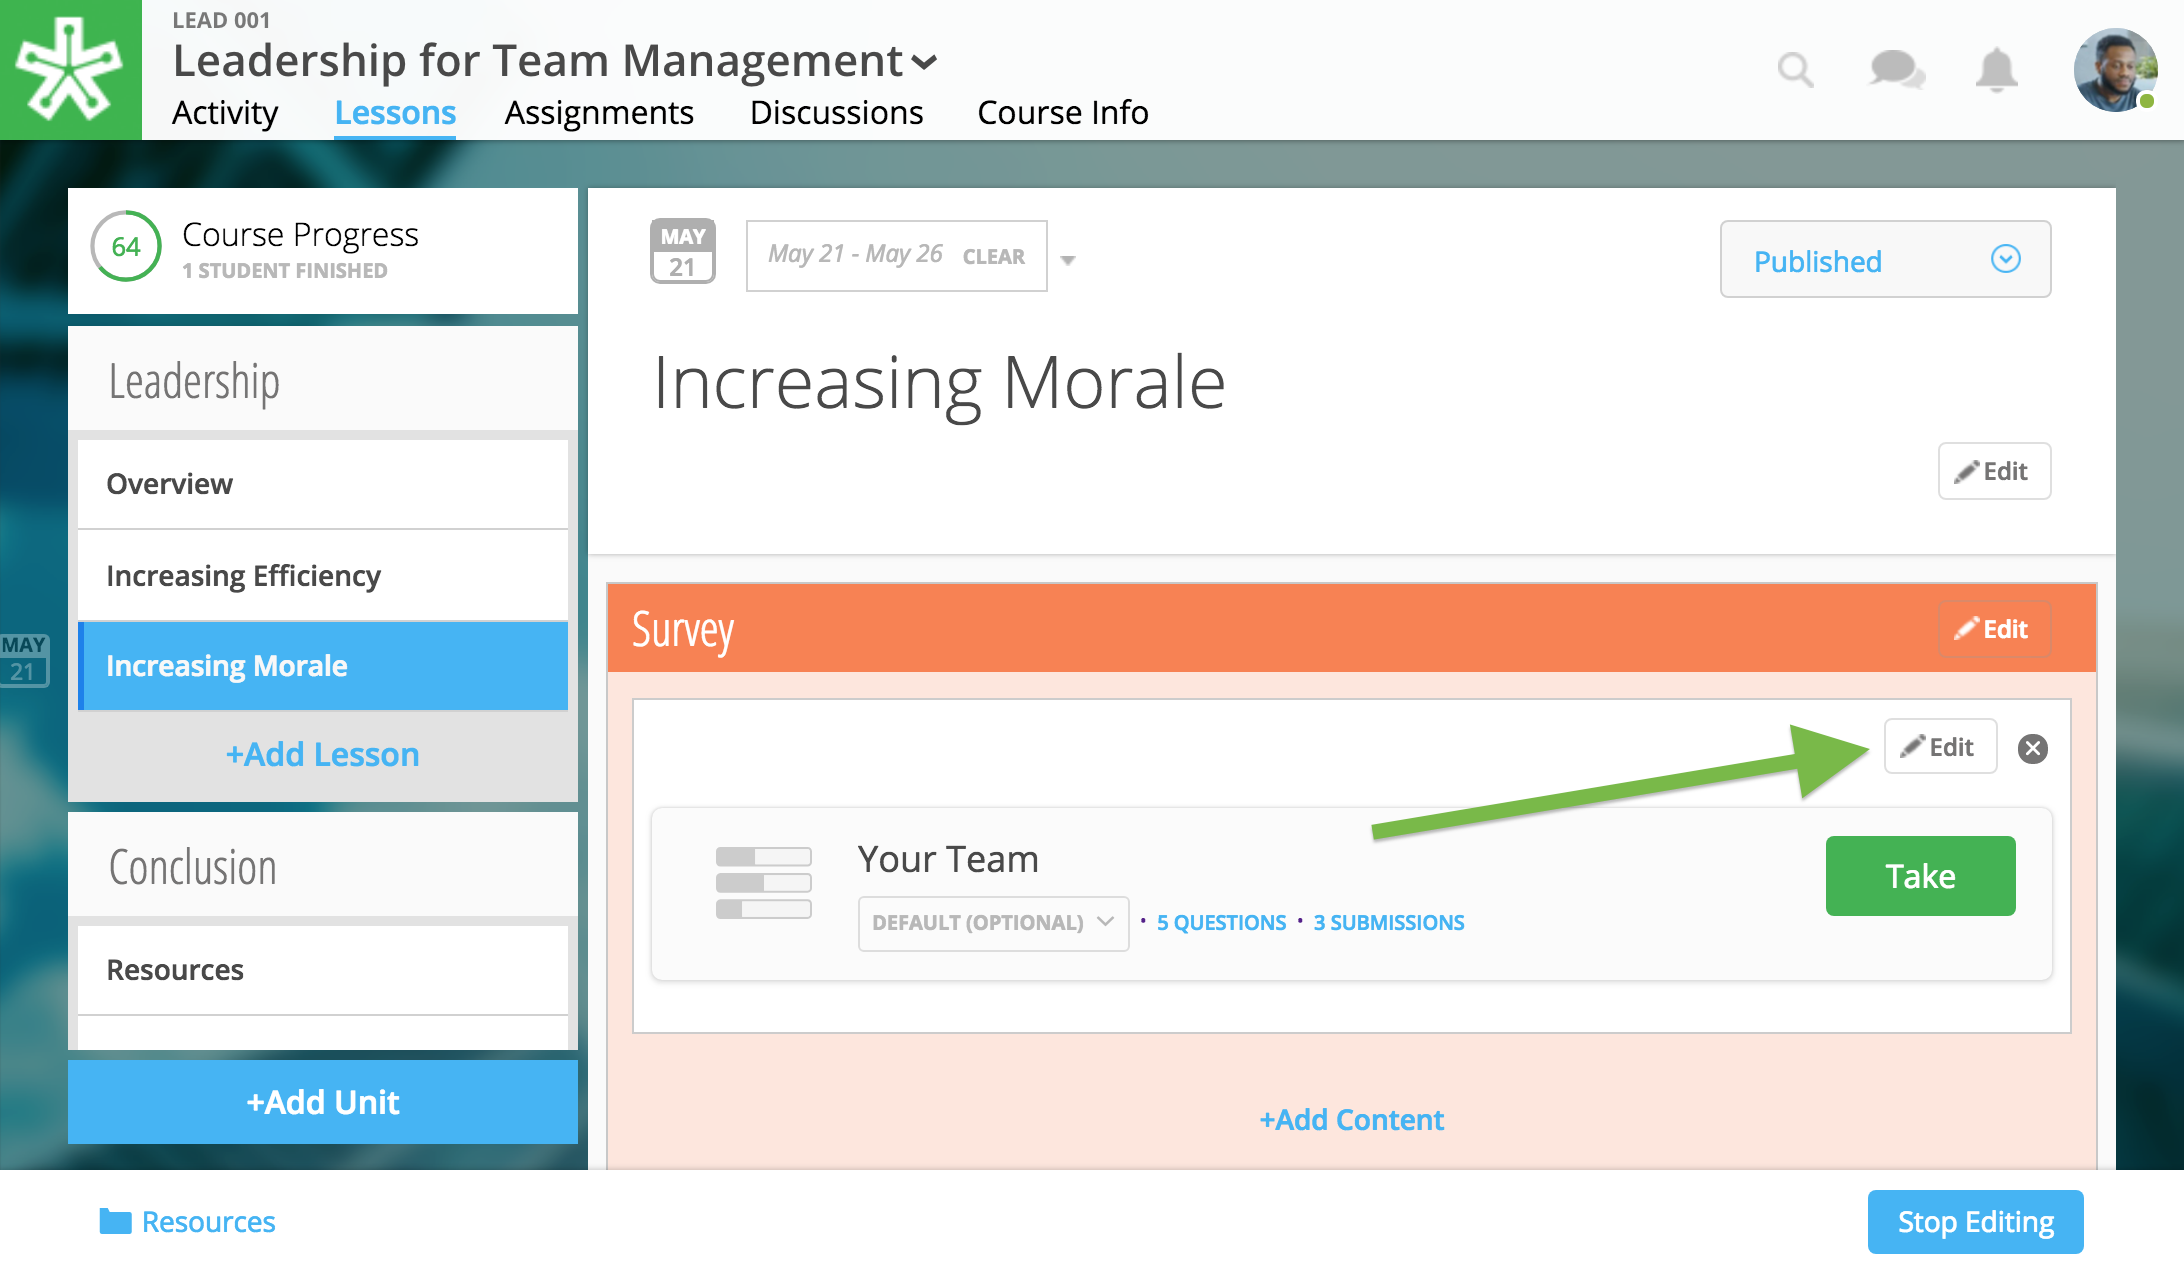 LEAD 001
Leadership for Team Management
Activity Lessons Assignments Discussions Course Info
64
Course Progress
1 STUDENT FINISHED
Leadership
Overview
Increasing Efficiency
MAY
21
Increasing Morale
+Add Lesson
Conclusion
Resources
+Add Unit
MAY
21
May 21 - May 26 CLEAR
Published
Increasing Morale
Edit
Survey
Edit
Edit
Your Team
Take
DEFAULT (OPTIONAL) • 5 QUESTIONS • 3 SUBMISSIONS
+Add Content
Resources
Stop Editing